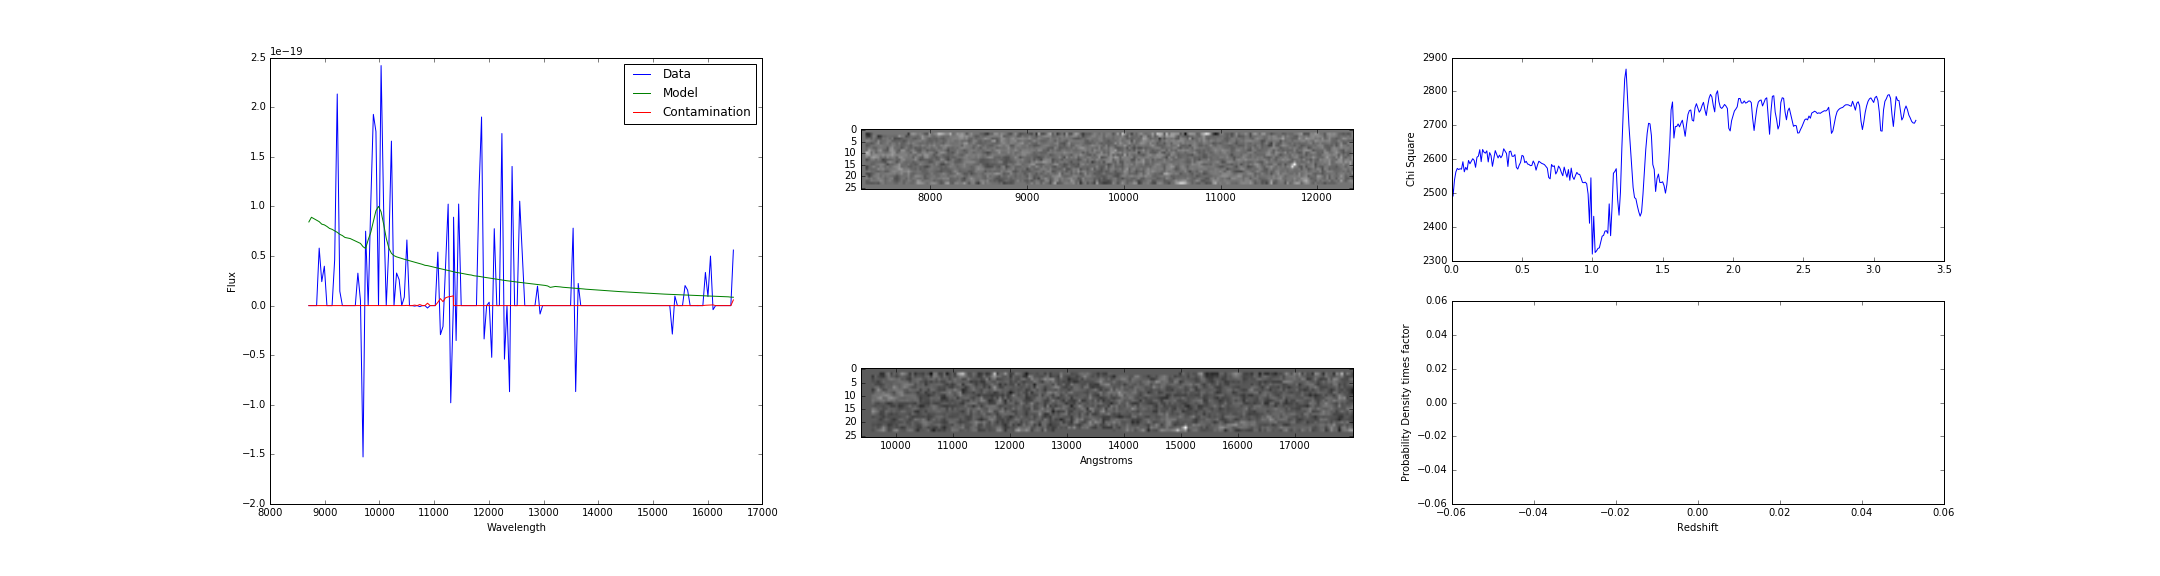 1e−19
2.5
2.0
1.5
1.0
0.5
0.0
−0.5
−1.0
−1.5
−2.0
8000 9000 10000 11000 12000 13000 14000 15000 16000 17000
Wavelength
Flux
Data
Model
Contamination
0
5
10
15
20
25
8000 9000 10000 11000 12000
0
5
10
15
20
25
10000 11000 12000 13000 14000 15000 16000 17000
Angstroms
2900
2800
2700
2600
2500
2400
2300
0.0 0.5 1.0 1.5 2.0 2.5 3.0 3.5
Chi Square
0.06
0.04
0.02
0.00
−0.02
−0.04
−0.06
−0.06 −0.04 −0.02 0.00 0.02 0.04 0.06
Redshift
Probability Density times factor